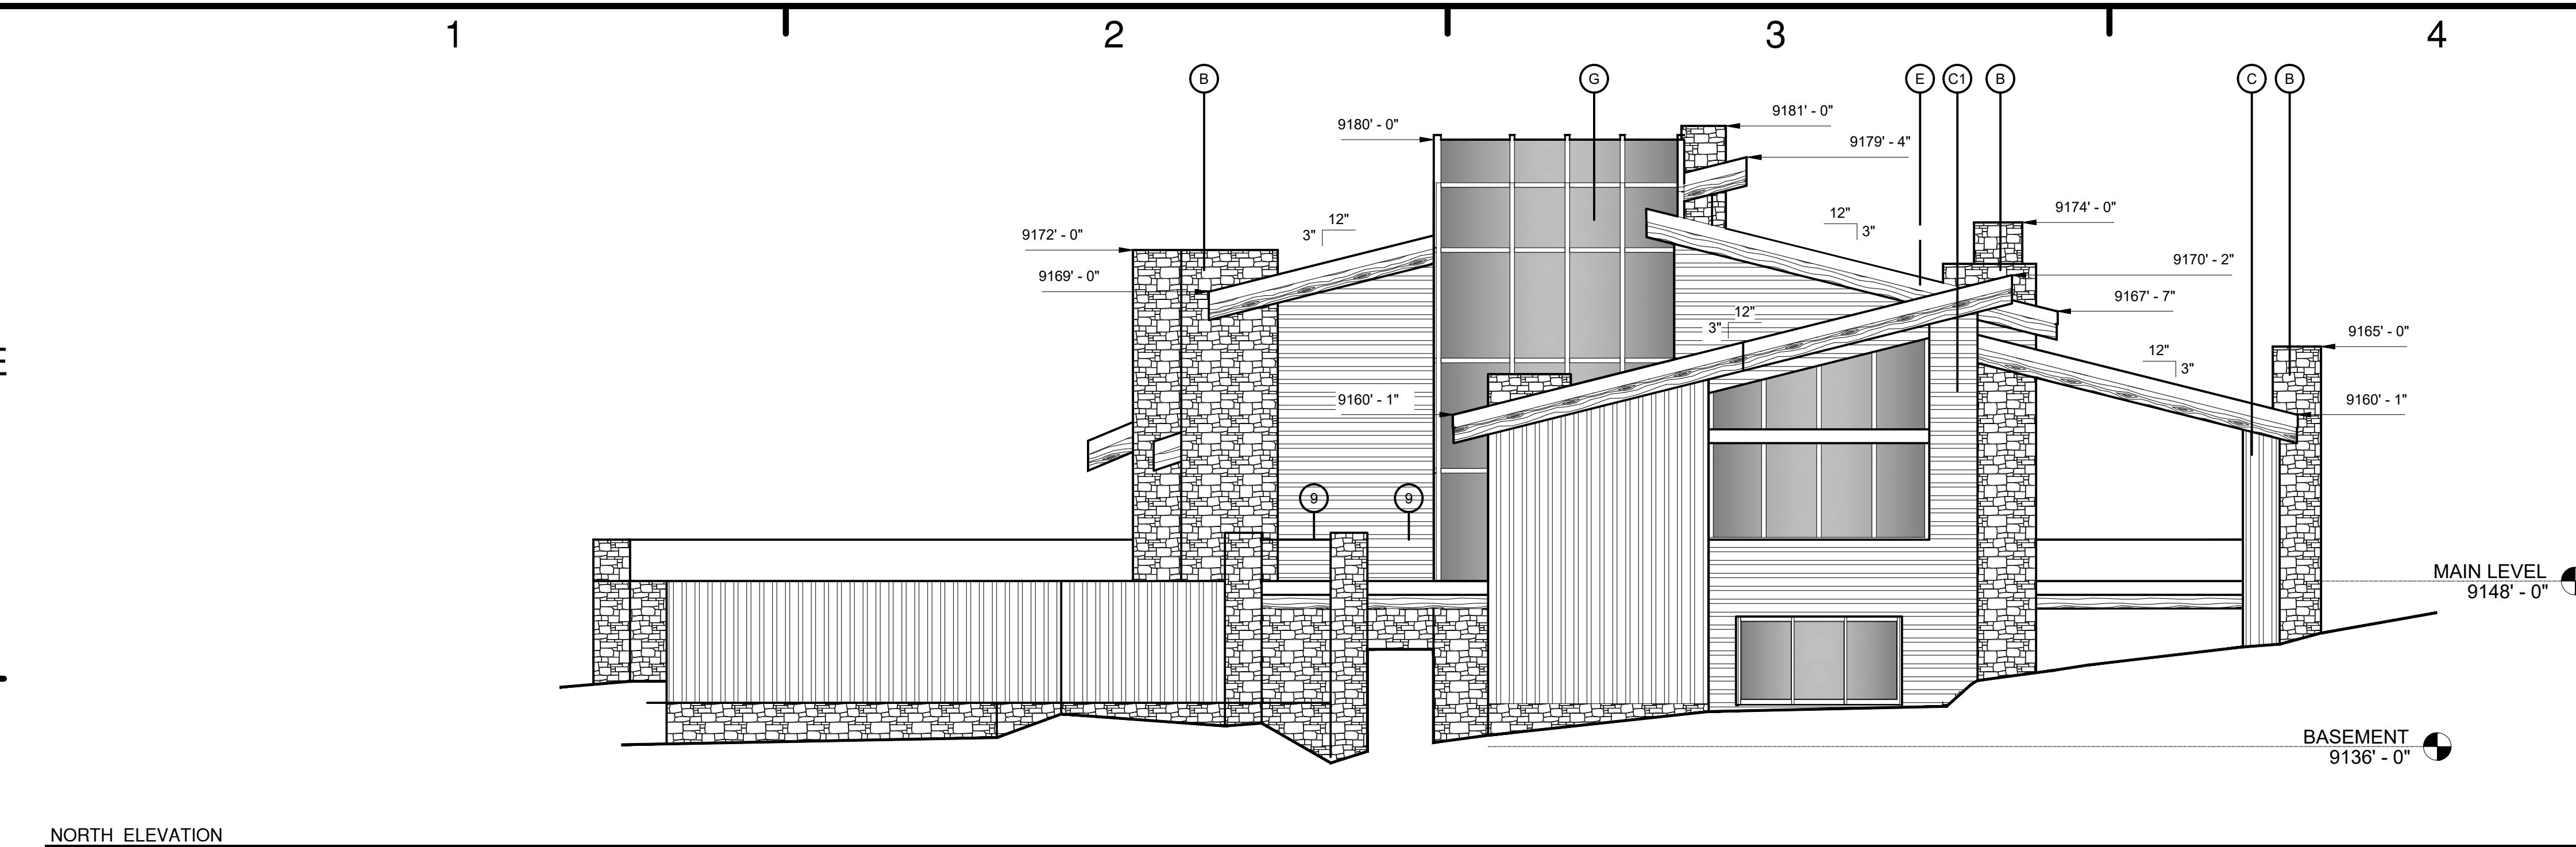 1 2 3 4
B G E C1 B C B
9181' - 0"
9180' - 0"
9179' - 4"
9174' - 0"
12"
3"
12"
3"
9172' - 0"
9170' - 2"
9169' - 0"
9167' - 7"
12"
3"
9165' - 0"
12"
3"
9160' - 1"
9160' - 1"
9 9
MAIN LEVEL
9148' - 0"
BASEMENT
9136' - 0"
NORTH ELEVATION